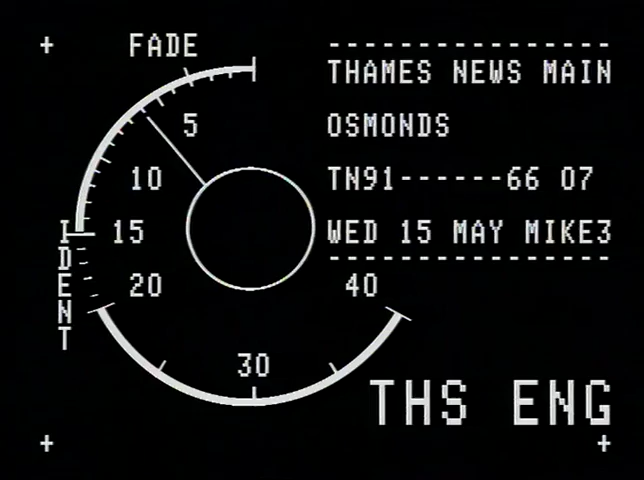 FADE
5
10
15
20
30
40
IDENT
THAMES NEWS MAIN
OSMONDS
TN91------66 07
WED 15 MAY MIKE3
THS ENG